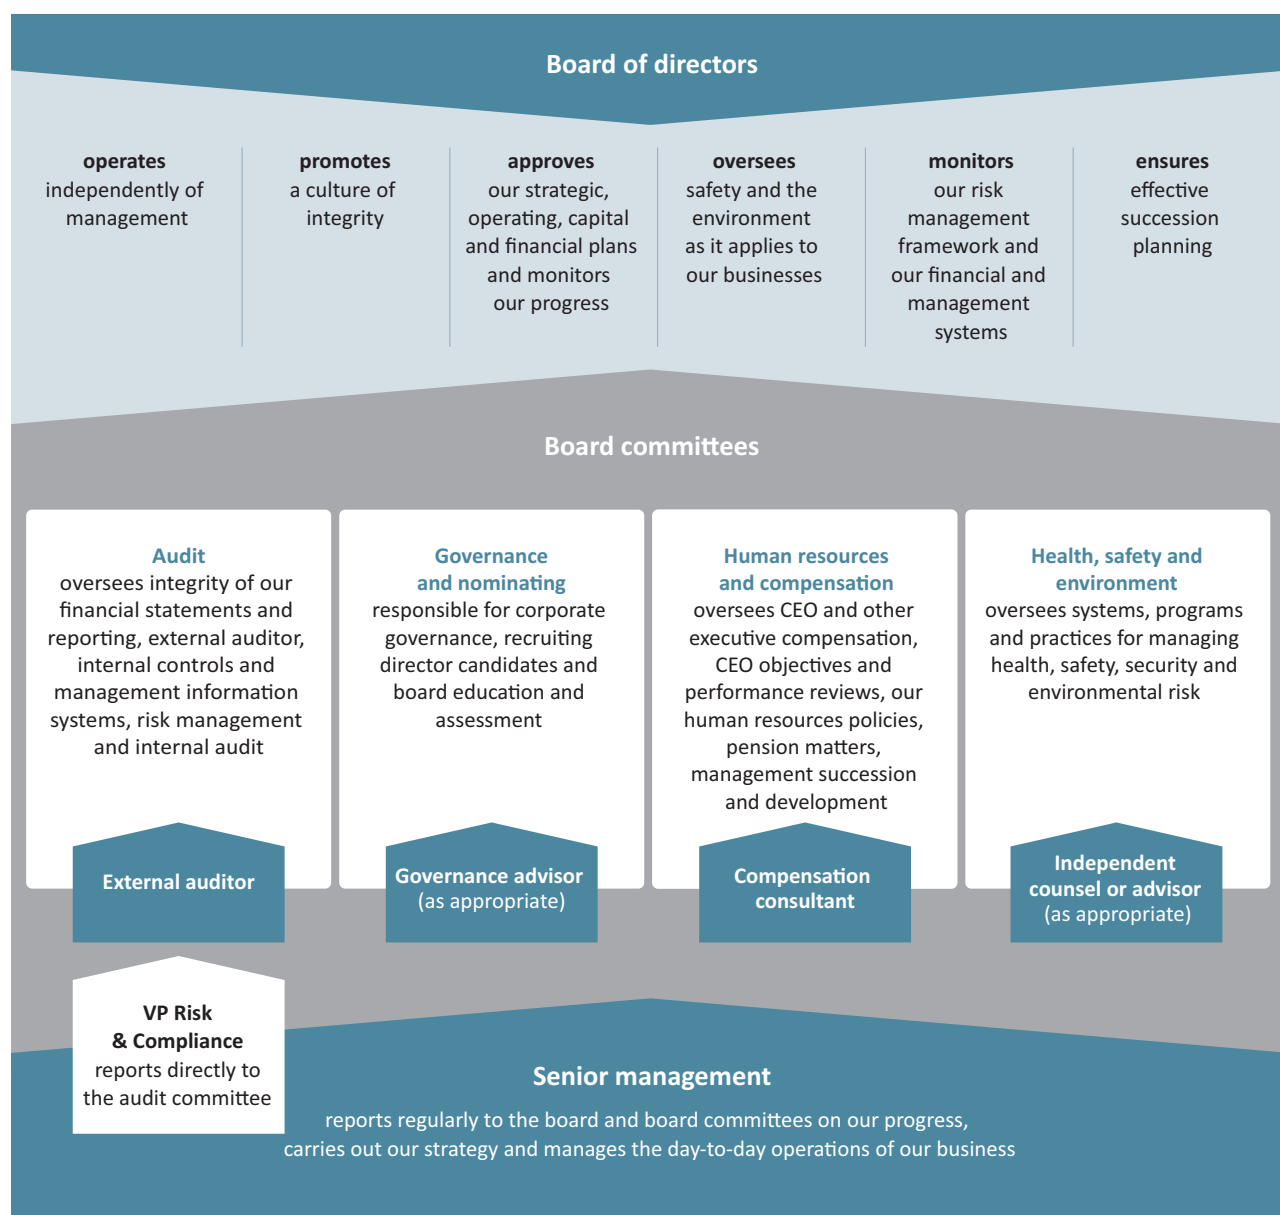 Board of directors
operates
independently of
management
promotes
a culture of
integrity
approves
our strategic,
operating, capital
and financial plans
and monitors
our progress
oversees
safety and the
environment
as it applies to
our businesses
monitors
our risk
management
framework and
our financial and
management
systems
ensures
effective
succession
planning
Board committees
Audit
oversees integrity of our
financial statements and
reporting, external auditor,
internal controls and
management information
systems, risk management
and internal audit
External auditor
Governance
and nominating
responsible for corporate
governance, recruiting
director candidates and
board education and
assessment
Governance advisor
(as appropriate)
Human resources
and compensation
oversees CEO and other
executive compensation,
CEO objectives and
performance reviews, our
human resources policies,
pension matters,
management succession
and development
Compensation
consultant
Health, safety and
environment
oversees systems, programs
and practices for managing
health, safety, security and
environmental risk
Independent
counsel or advisor
(as appropriate)
VP Risk
& Compliance
reports directly to
the audit committee
Senior management
reports regularly to the board and board committees on our progress,
carries out our strategy and manages the day-to-day operations of our business